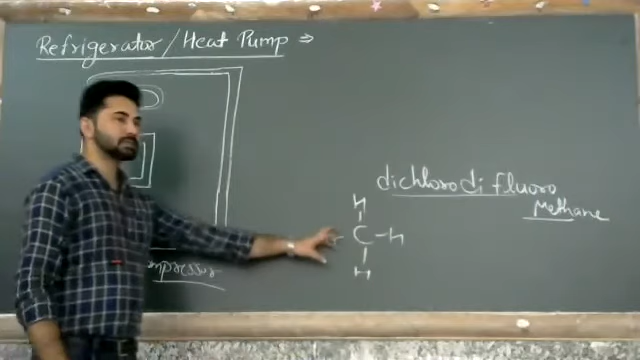 Refrigerator / Heat Pump ⇒
dichloro di fluoro
Methane
H
C-H
H